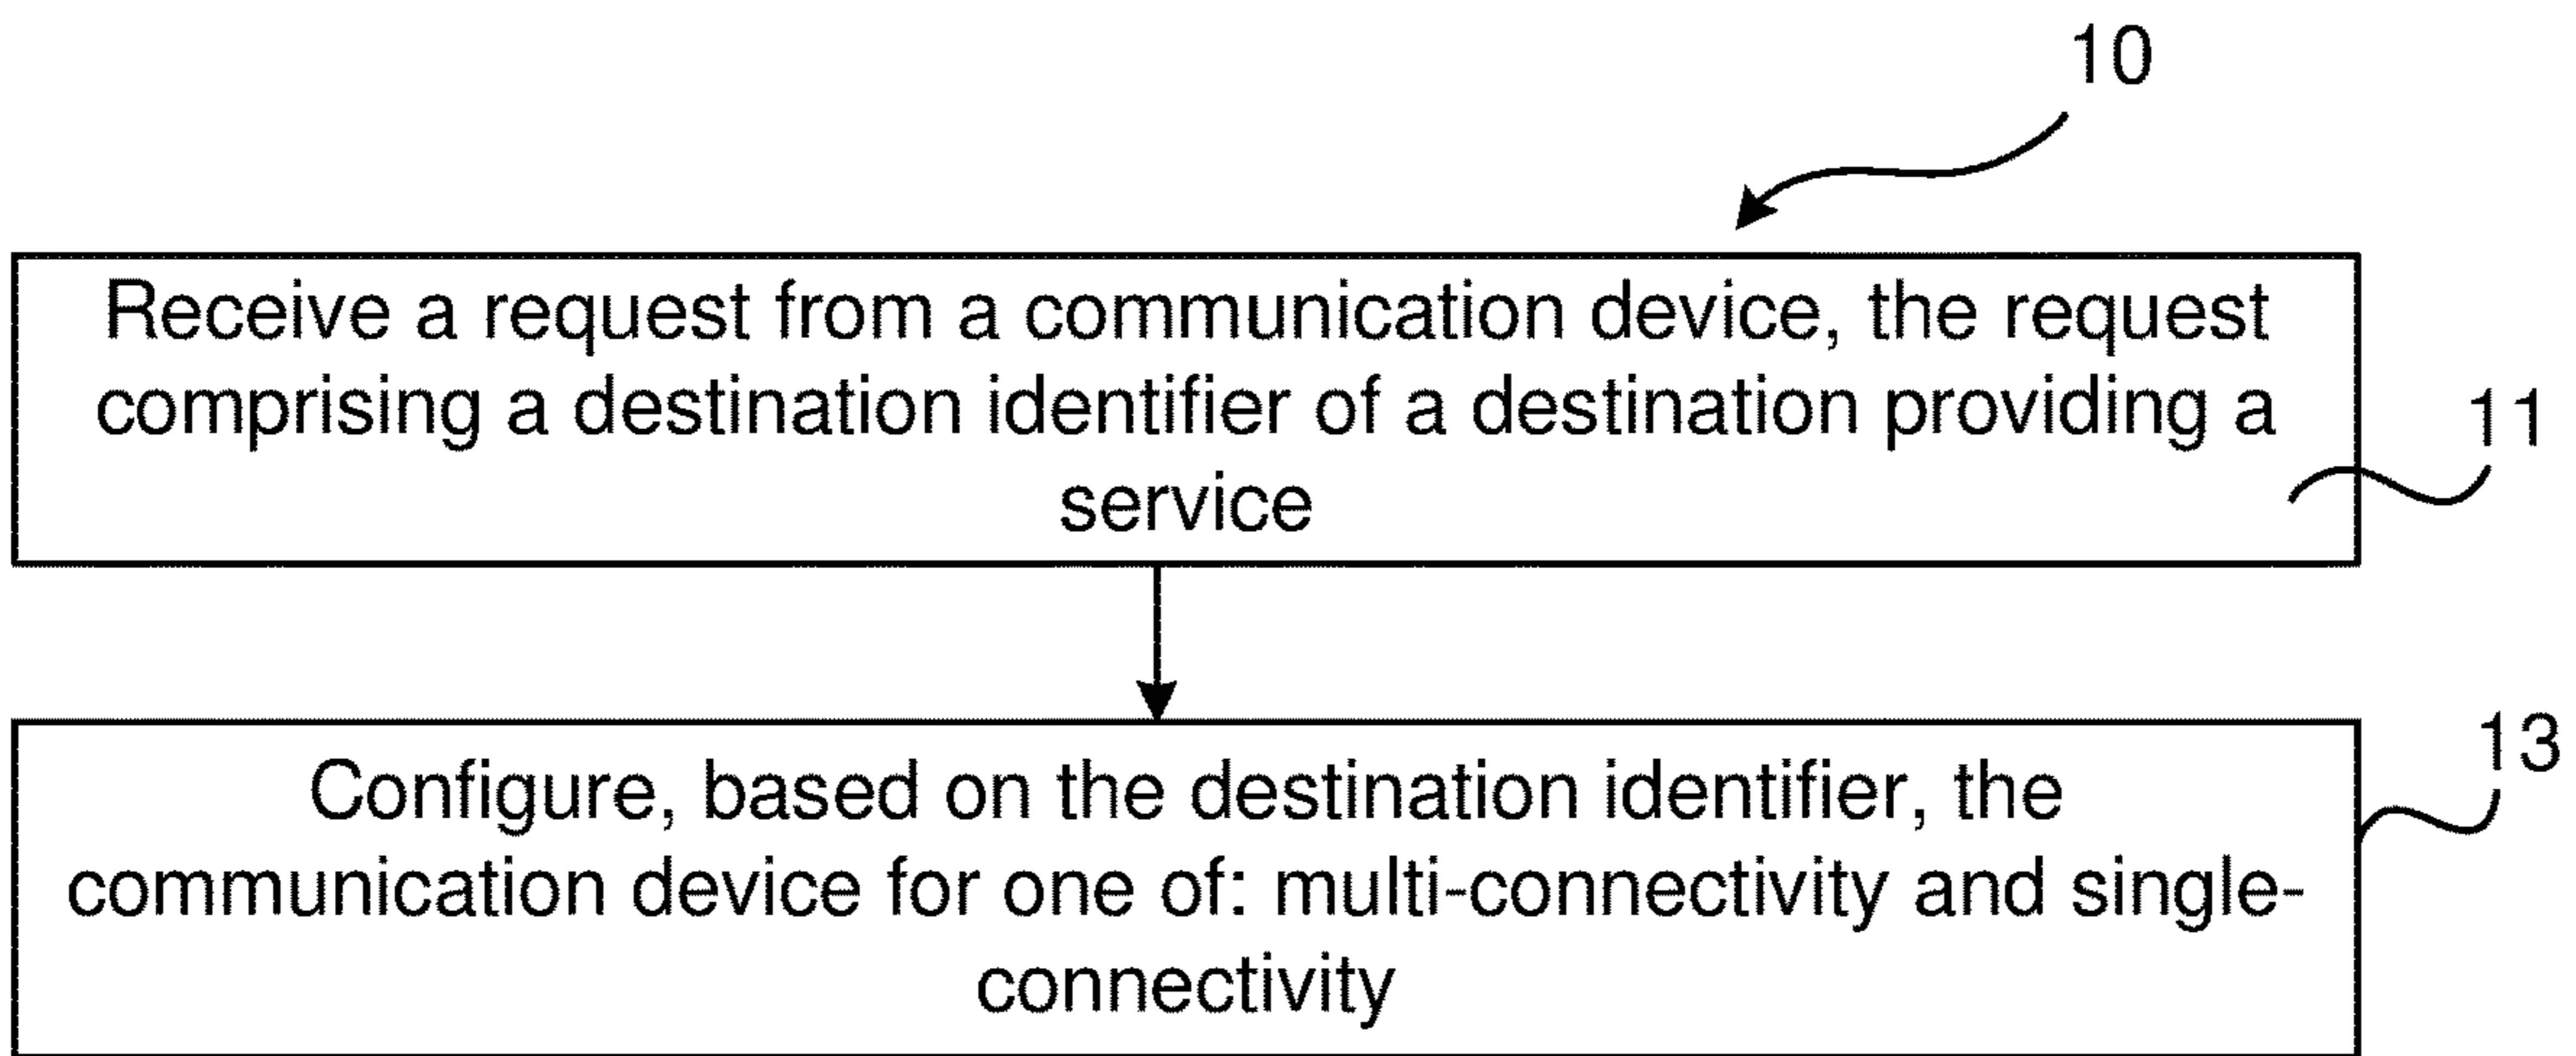 10
Receive a request from a communication device, the request
comprising a destination identifier of a destination providing a
service
11
Configure, based on the destination identifier, the
communication device for one of: multi-connectivity and single-
connectivity
13